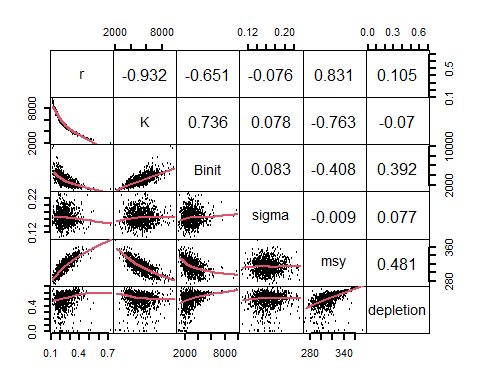 2000 8000 0.12 0.20 0.0 0.3 0.6
r -0.932 -0.651 -0.076 0.831 0.105 0.1 0.5
2000 8000 K 0.736 0.078 -0.763 -0.07
Binit 0.083 -0.408 0.392 2000 10000
0.12 0.22 sigma -0.009 0.077
msy 0.481 280 360
0.0 0.4 depletion
0.1 0.4 0.7 2000 8000 280 340